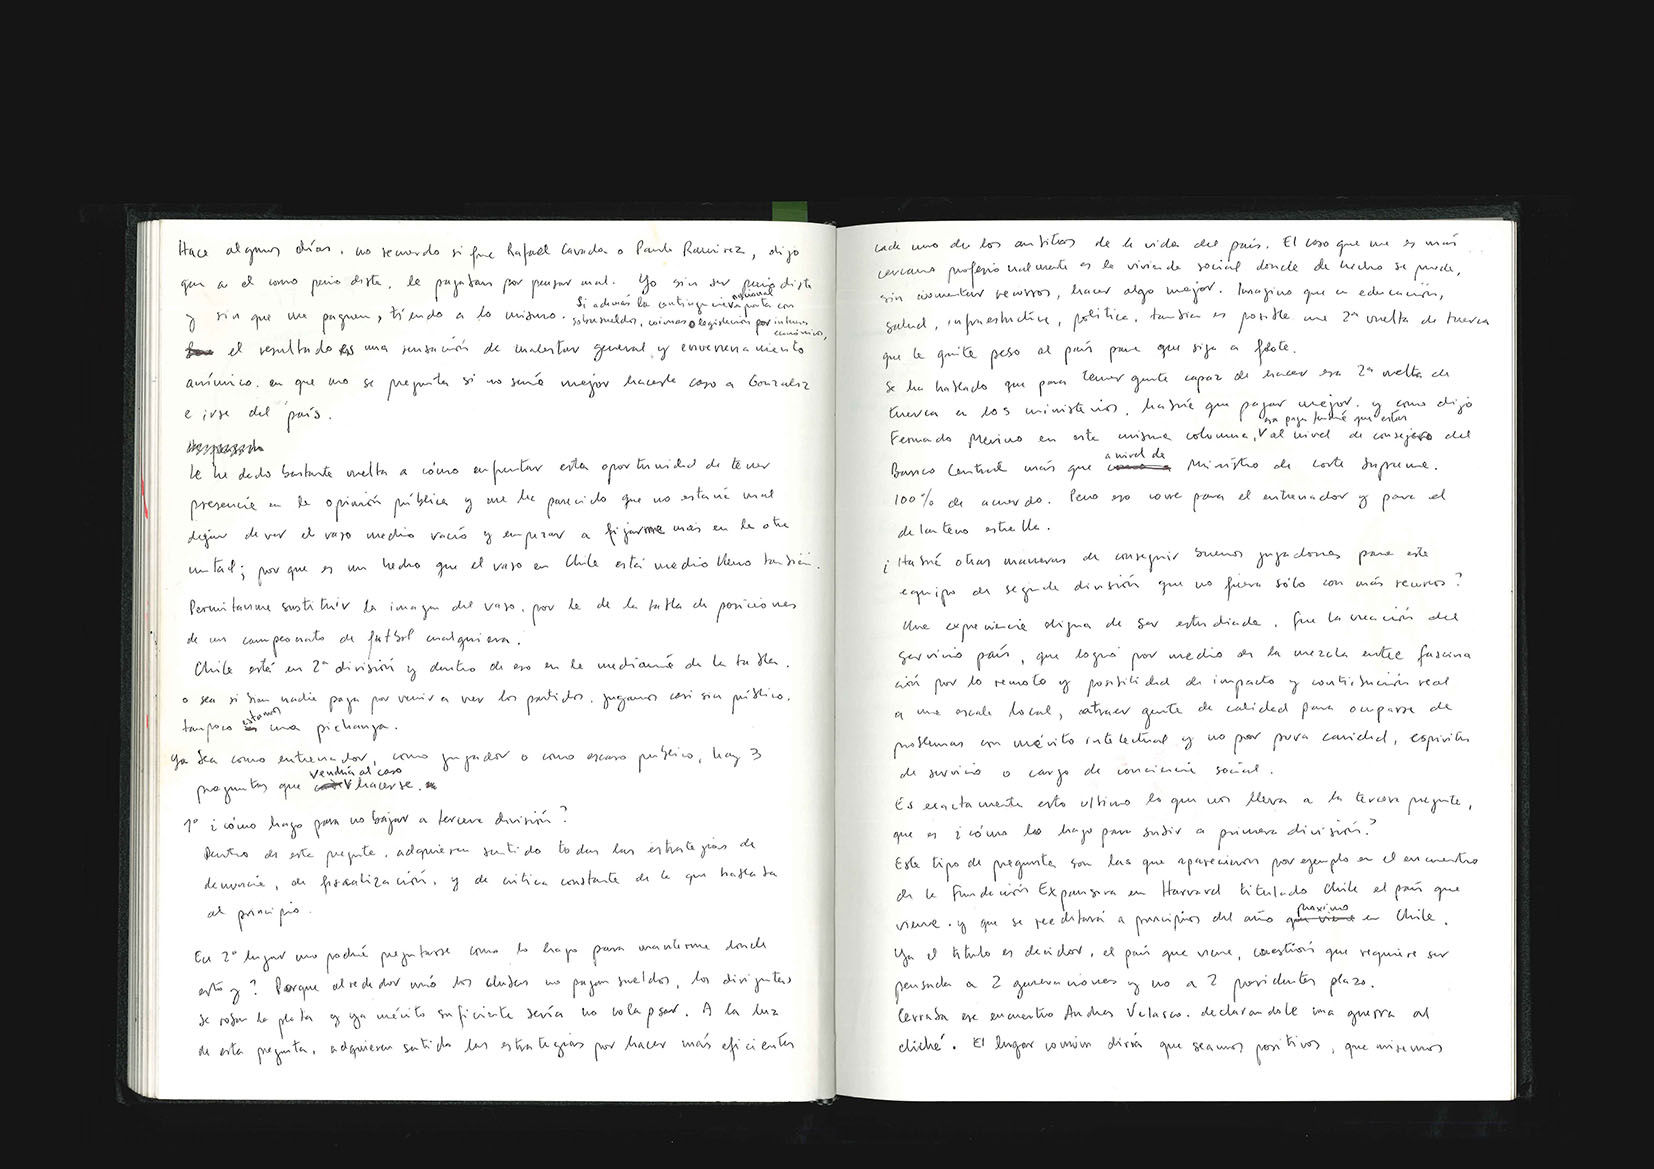 Hace algunos días, no recuerdo si fue Rafael Cavada o Paulo Ramirez, dijo
que a el como periodista, le pagaban por pensar mal. Yo sin ser periodista
y sin que me paguen, tiendo a lo mismo. Si además la contingencia nacional parte con
sobresueldos, coimas o legislación por intereses
económicos,
el resultado es una sensación de malestar general y envenenamiento
anímico. en que uno se pregunta si no sería mejor hacerle caso a Gonzalez
e irse del país.
Le he dado bastante vuelta a cómo enfrentar esta oportunidad de tener
presencia en la opinión pública y me ha parecido que no estaría mal
dejar de ver el vaso medio vacío y empezar a fijarme más en la otra
mitad; porque es un hecho que el vaso en Chile está medio lleno también.
Permitanme sustituir la imagen del vaso, por la de la tabla de posiciones
de un campeonato de futbol cualquiera.
Chile está en 2ª división y dentro de eso en la medianía de la tabla.
o sea si bien nadie paga por venir a ver los partidos, jugamos casi sin público,
tampoco estamos una pichanga.
Ya sea como entrenador, como jugador o como escaso público, hay 3
preguntas que vendría al caso hacerse.
1º ¿cómo hago para no bajar a tercera división?
Dentro de esta pregunta, adquieren sentido todas las estrategias de
denuncia, de fiscalización, y de crítica constante de la que hablaba
al principio.
En 2º lugar uno podría preguntarse como lo hago para mantenerme donde
estoy? Porque alrededor mío los clubes no pagan sueldos, los dirigentes
se roban la plata y ya mérito suficiente sería no colapsar. A la luz
de esta pregunta, adquieren sentido las estrategias por hacer más eficientes
cada uno de los ambitos de la vida del país. El caso que me es más
cercano profesionalmente es la vivienda social donde de hecho se puede,
sin aumentar recursos, hacer algo mejor. Imagino que en educación,
salud, infraestructura, política, tambien es posible una 2ª vuelta de tuerca
que le quite peso al país para que siga a flote.
Se ha hablado que para tener gente capaz de hacer esa 2ª vuelta de
tuerca a los ministerios, habría que pagar mejor, y como dijo
Fernando Merino en esta misma columna, esa paga tendría que estar al nivel de consejero del
Banco Central más que a nivel de Ministro de Corte Suprema.
100% de acuerdo. Pero eso corre para el entrenador y para el
delantero estrella.
¿Habrá otras maneras de conseguir buenos jugadores para este
equipo de segunda división que no fuera sólo con más recursos?
Una experiencia digna de ser estudiada, fue la creación del
servicio país, que logró por medio de la mezcla entre fascina
ción por lo remoto y posibilidad de impacto y contribución real
a una escala local, atraer gente de calidad para ocuparse de
problemas con mérito intelectual y no por pura caridad, espíritu
de servicio o cargo de conciencia social.
Es exactamente esto ultimo lo que nos lleva a la tercera pregunta,
que es ¿cómo lo hago para subir a primera división?
Este tipo de pregunta son las que aparecieron por ejemplo en el encuentro
de la Fundación Expansiva en Harvard titulado Chile el país que
viene. y que se reeditará a principios del año próximo en Chile.
Ya el título es decidor, el país que viene, cuestión que requiere ser
pensada a 2 generaciones y no a 2 presidentes plazo.
Cerraba ese encuentro Andres Velasco. declarandole una guerra al
cliché. El lugar común diría que seamos positivos, que miremos